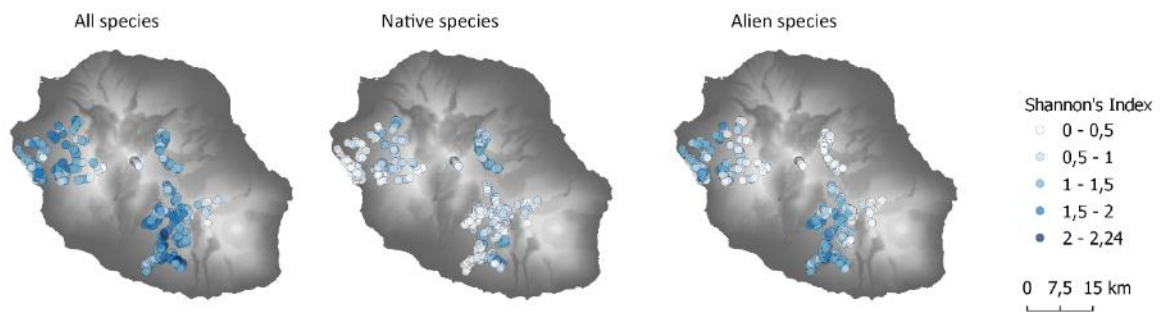 All species
Native species
Alien species
Shannon's Index
0 - 0,5
0,5 - 1
1 - 1,5
1,5 - 2
2 - 2,24
0 7,5 15 km